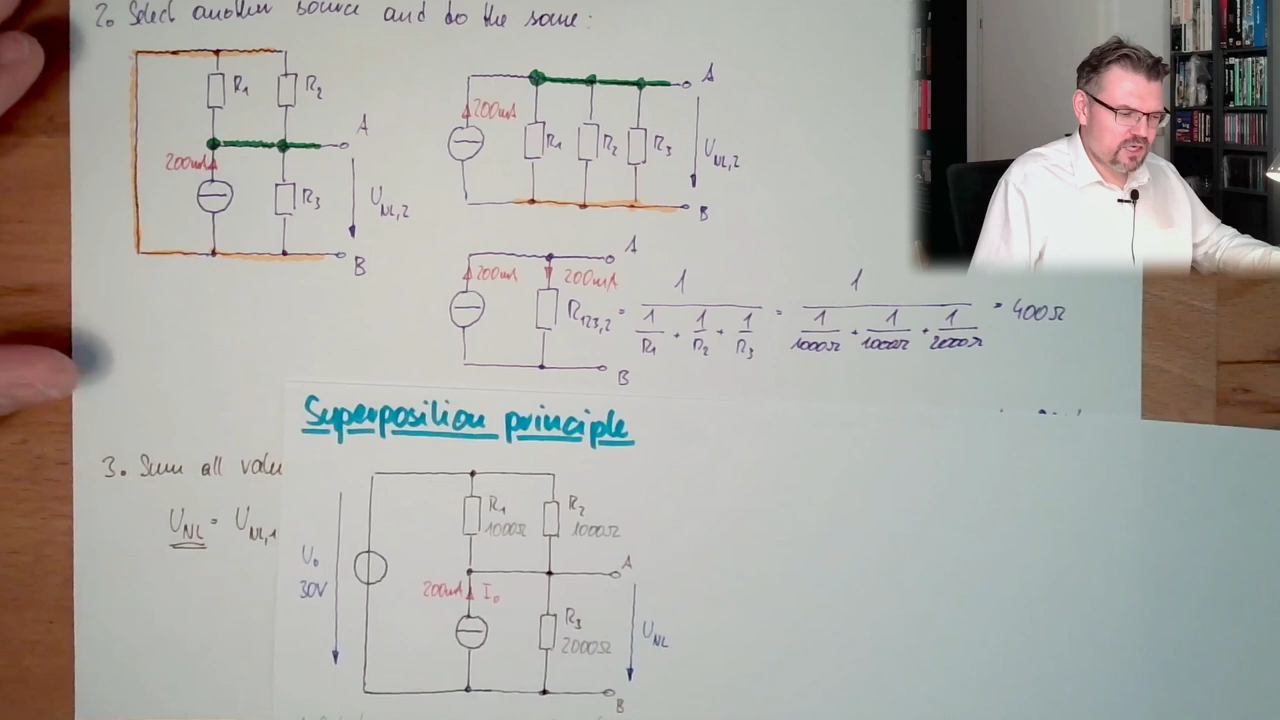 2. Select another source and do the same:
R1 R2
A
200mA
R3 UNL,2
B
A
200mA R1 R2 R3 UNL,2
B
A
200mA 200mA
R123,2 = 1 / (1/R1 + 1/R2 + 1/R3) = 1 / (1/1000Ω + 1/1000Ω + 1/2000Ω) = 400Ω
B
Superposition principle
3. Sum all valu
UNL = UNL,1
R1 1000Ω R2 1000Ω
U0 30V
A
200mA I0
R3 2000Ω
UNL
B